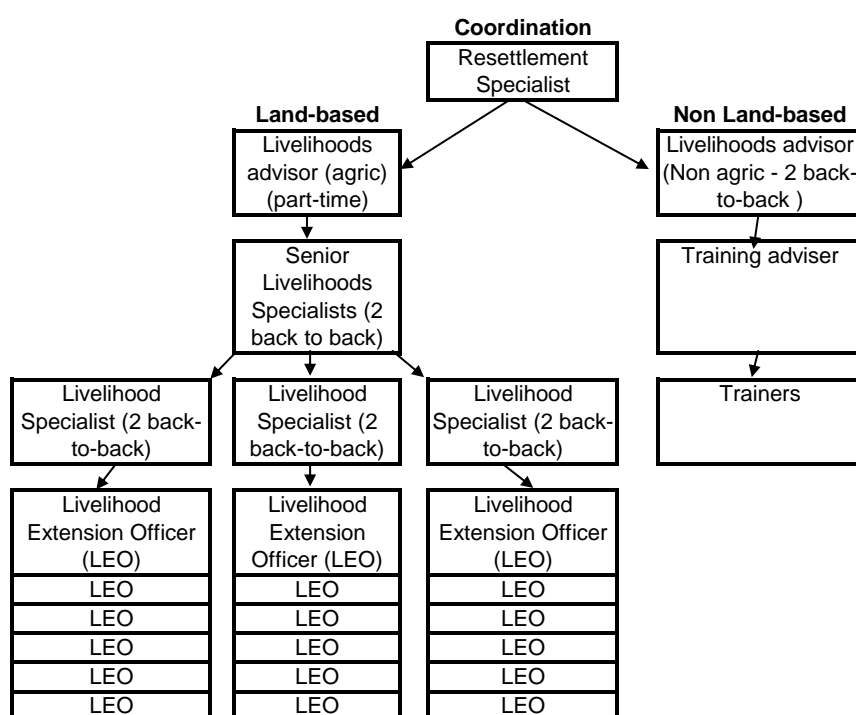 Coordination
Resettlement
Specialist
Land-based
Livelihoods
advisor (agric)
(part-time)
Non Land-based
Livelihoods advisor
(Non agric - 2 back-
to-back )
Senior
Livelihoods
Specialists (2
back to back)
Training adviser
Livelihood
Specialist (2 back-
to-back)
Livelihood
Specialist (2
back-to-back)
Livelihood
Specialist (2 back-
to-back)
Trainers
Livelihood
Extension Officer
(LEO)
LEO
LEO
LEO
LEO
LEO
Livelihood
Extension
Officer (LEO)
LEO
LEO
LEO
LEO
LEO
Livelihood
Extension Officer
(LEO)
LEO
LEO
LEO
LEO
LEO